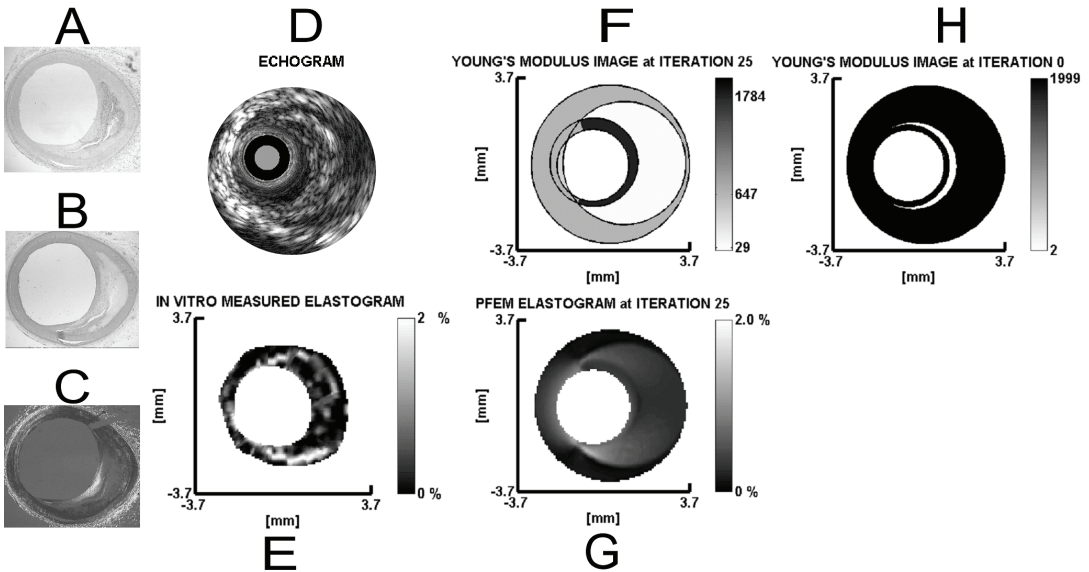 A
B
C
D
ECHOGRAM
F
YOUNG'S MODULUS IMAGE at ITERATION 25
3.7
[mm]
-3.7
-3.7
3.7
[mm]
1784
647
29
H
YOUNG'S MODULUS IMAGE at ITERATION 0
3.7
[mm]
-3.7
-3.7
3.7
[mm]
1999
2
IN VITRO MEASURED ELASTOGRAM
3.7
[mm]
-3.7
-3.7
3.7
[mm]
2 %
0 %
E
PFEM ELASTOGRAM at ITERATION 25
3.7
[mm]
-3.7
-3.7
3.7
[mm]
2.0 %
0 %
G